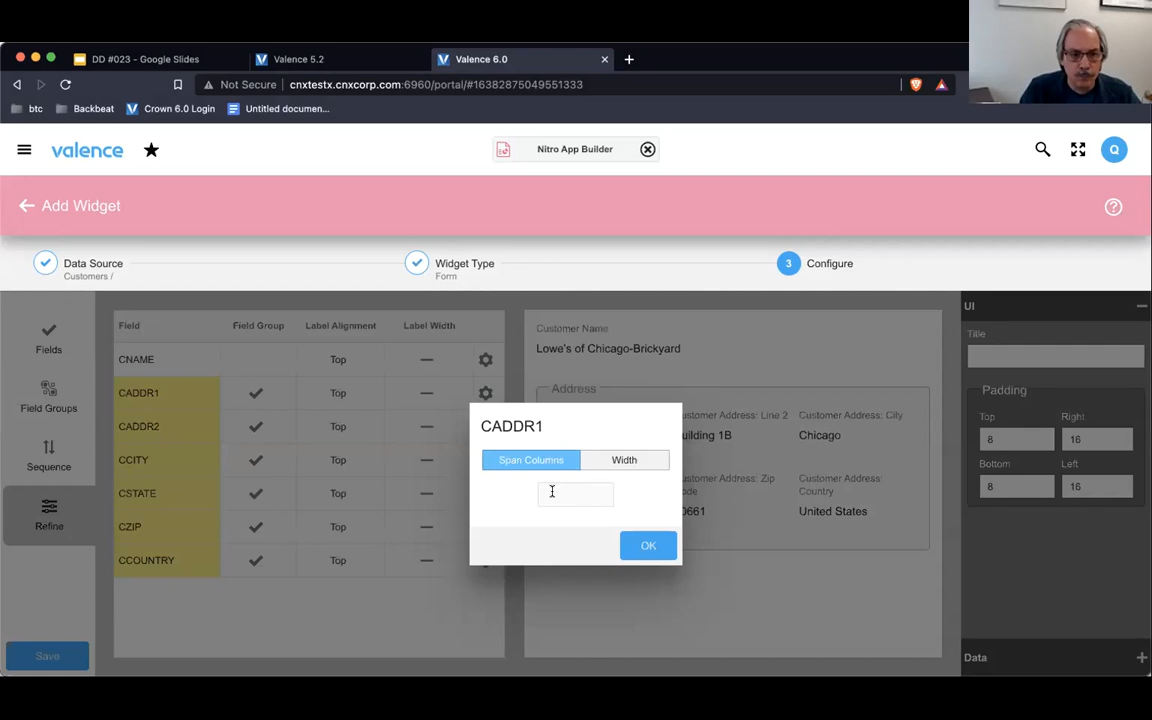 DD #023 - Google Slides
Valence 5.2
Valence 6.0
Not Secure
cnxtestx.cnxcorp.com:6960/portal/#16382875049551333
btc
Backbeat
Crown 6.0 Login
Untitled documen...
valence
Nitro App Builder
Q
Add Widget
Data Source
Customers /
Widget Type
Form
3
Configure
Fields
Field Groups
Sequence
Refine
Save
Field
Field Group
Label Alignment
Label Width
CNAME
Top
CADDR1
Top
CADDR2
Top
CCITY
Top
CSTATE
Top
CZIP
Top
CCOUNTRY
Top
Customer Name
Lowe's of Chicago-Brickyard
Address
ustomer Address: Line 2
Customer Address: City
uilding 1B
Chicago
ustomer Address: Zip
ode
Customer Address:
Country
0661
United States
CADDR1
Span Columns
Width
OK
UI
Title
Padding
Top
Right
8
16
Bottom
Left
8
16
Data